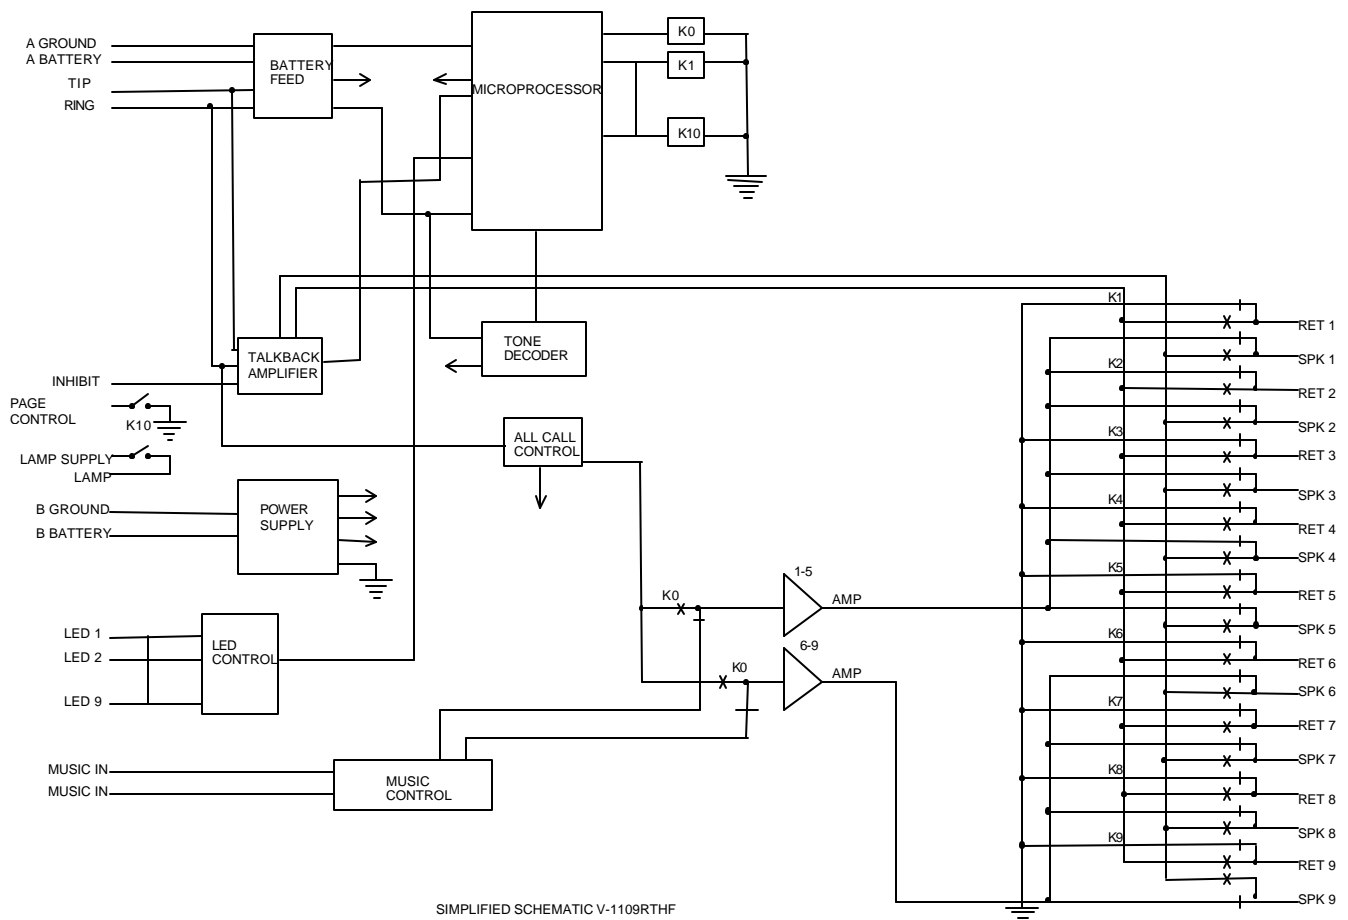 A GROUND
A BATTERY
TIP
RING
BATTERY
FEED
MICROPROCESSOR
K0
K1
K10
TALKBACK
AMPLIFIER
TONE
DECODER
INHIBIT
PAGE
CONTROL
K10
LAMP SUPPLY
LAMP
ALL CALL
CONTROL
B GROUND
B BATTERY
POWER
SUPPLY
LED 1
LED 2
LED 9
LED
CONTROL
MUSIC IN
MUSIC IN
MUSIC
CONTROL
K0
1-5
AMP
K0
6-9
AMP
K1
RET 1
SPK 1
K2
RET 2
SPK 2
K3
RET 3
SPK 3
K4
RET 4
SPK 4
K5
RET 5
SPK 5
K6
RET 6
SPK 6
K7
RET 7
SPK 7
K8
RET 8
SPK 8
K9
RET 9
SPK 9
SIMPLIFIED SCHEMATIC V-1109RTHF